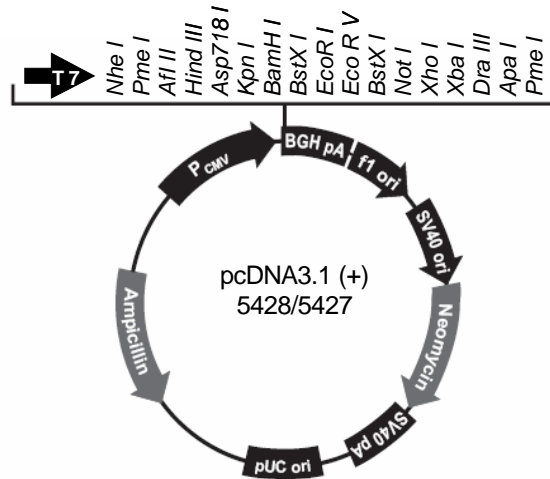 T7
Nhe I
Pme I
Afl II
Hind III
Asp718 I
Kpn I
BamH I
BstX I
EcoR I
Eco R V
BstX I
Not I
Xho I
Xba I
Dra III
Apa I
Pme I
P CMV
BGH pA
f1 ori
SV40 ori
Neomycin
SV40 pA
pUC ori
Ampicillin
pcDNA3.1 (+)
5428/5427